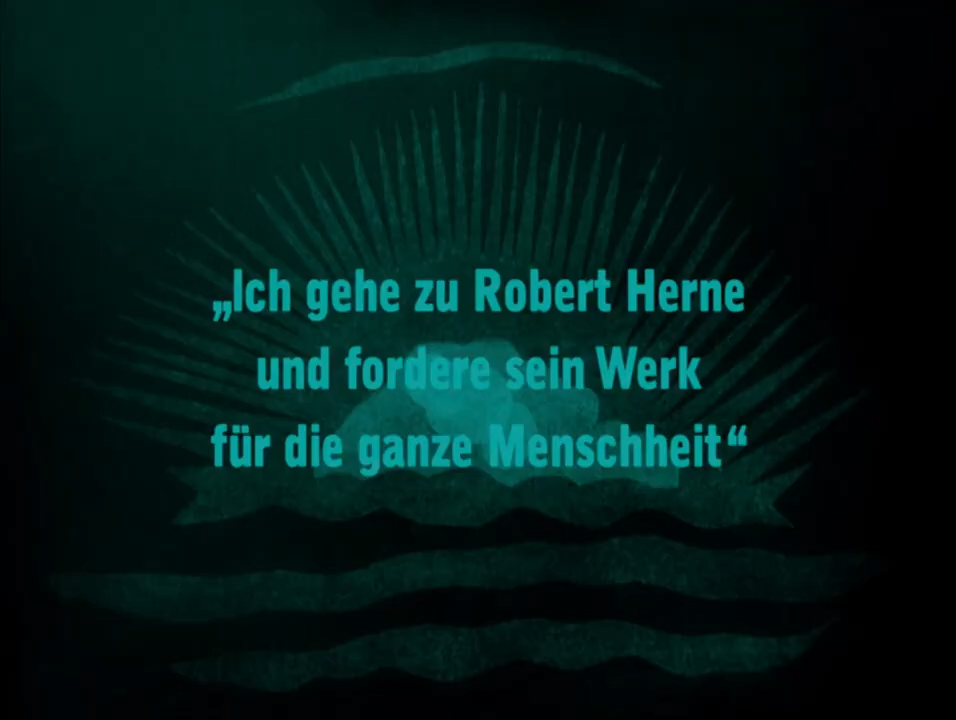 „Ich gehe zu Robert Herne
und fordere sein Werk
für die ganze Menschheit“